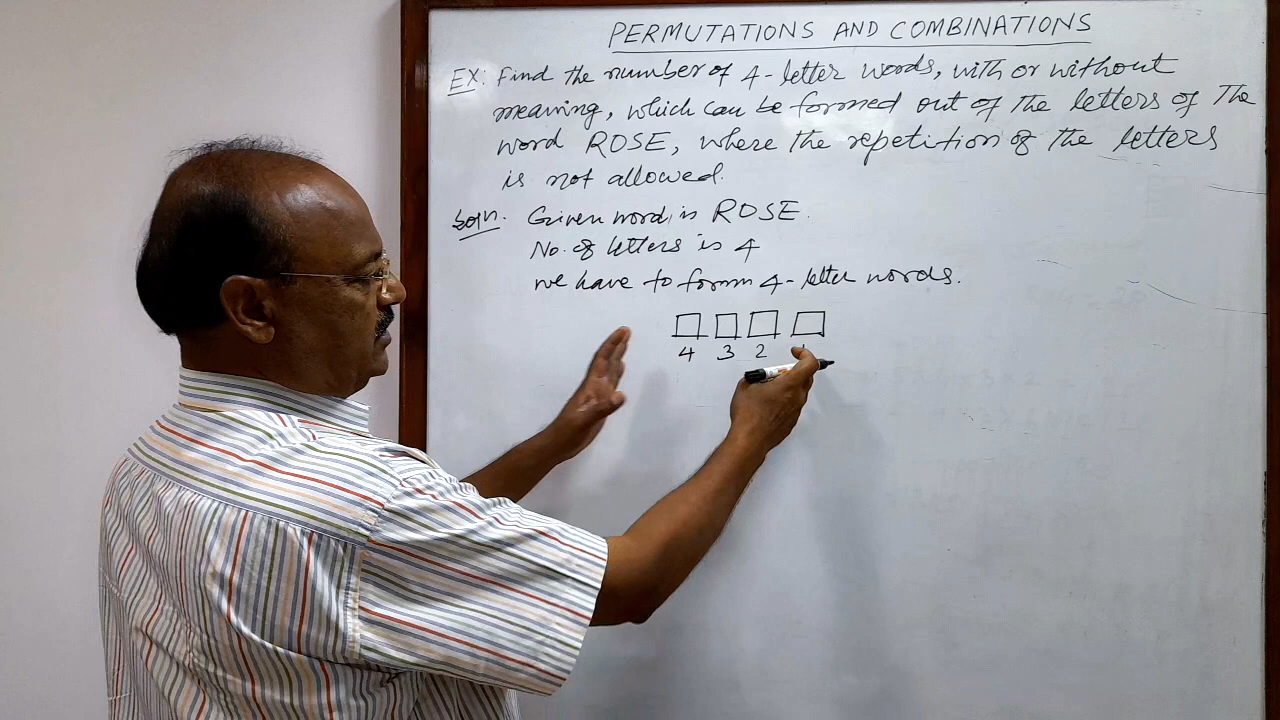 PERMUTATIONS AND COMBINATIONS
EX: Find the number of 4-letter words, with or without
meaning, which can be formed out of the letters of the
word ROSE, where the repetition of the letters
is not allowed.
Soln. Given word is ROSE.
No. of letters is 4
we have to form 4-letter words.
4 3 2